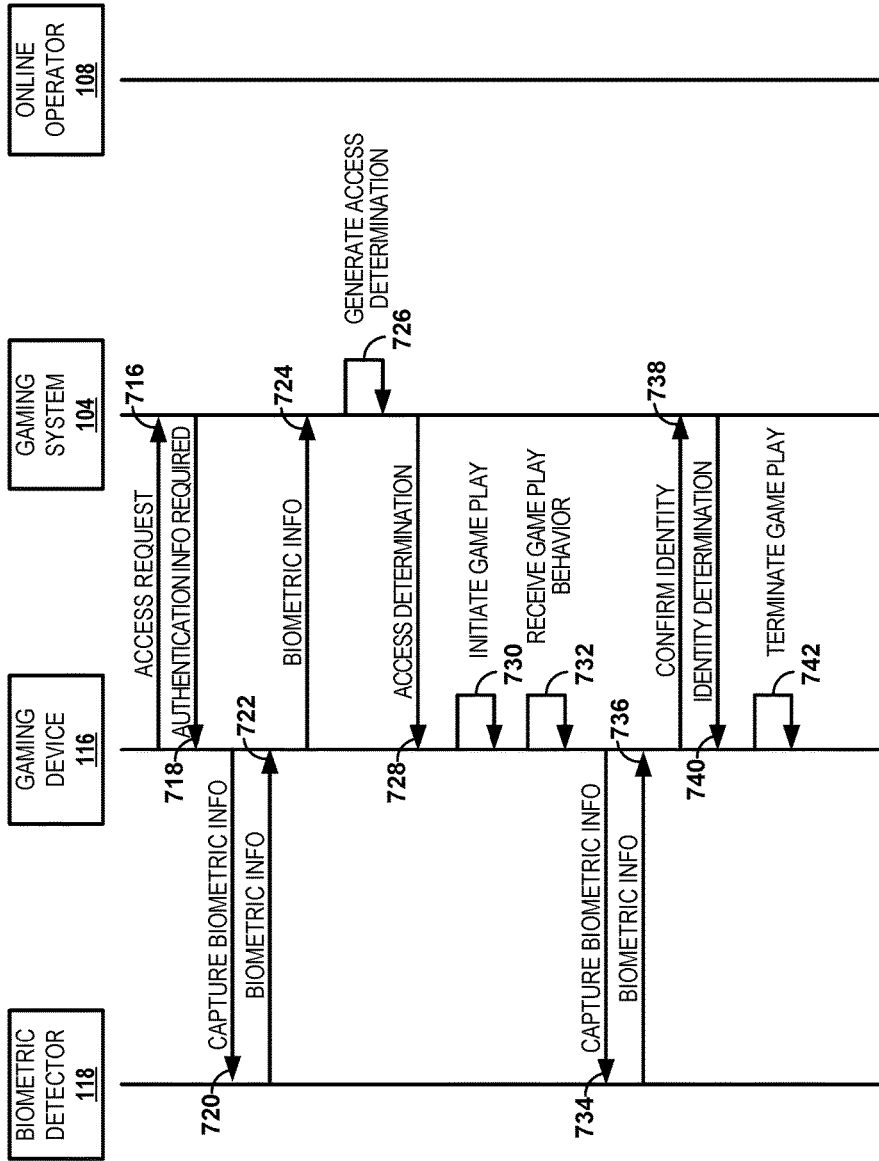 BIOMETRIC
DETECTOR
118
GAMING
DEVICE
116
GAMING
SYSTEM
104
ONLINE
OPERATOR
108
ACCESS REQUEST
716
AUTHENTICATION INFO REQUIRED
718
CAPTURE BIOMETRIC INFO
720
BIOMETRIC INFO
722
BIOMETRIC INFO
724
GENERATE ACCESS
DETERMINATION
726
ACCESS DETERMINATION
728
INITIATE GAME PLAY
730
RECEIVE GAME PLAY
BEHAVIOR
732
CAPTURE BIOMETRIC INFO
734
BIOMETRIC INFO
736
CONFIRM IDENTITY
738
IDENTITY DETERMINATION
740
TERMINATE GAME PLAY
742